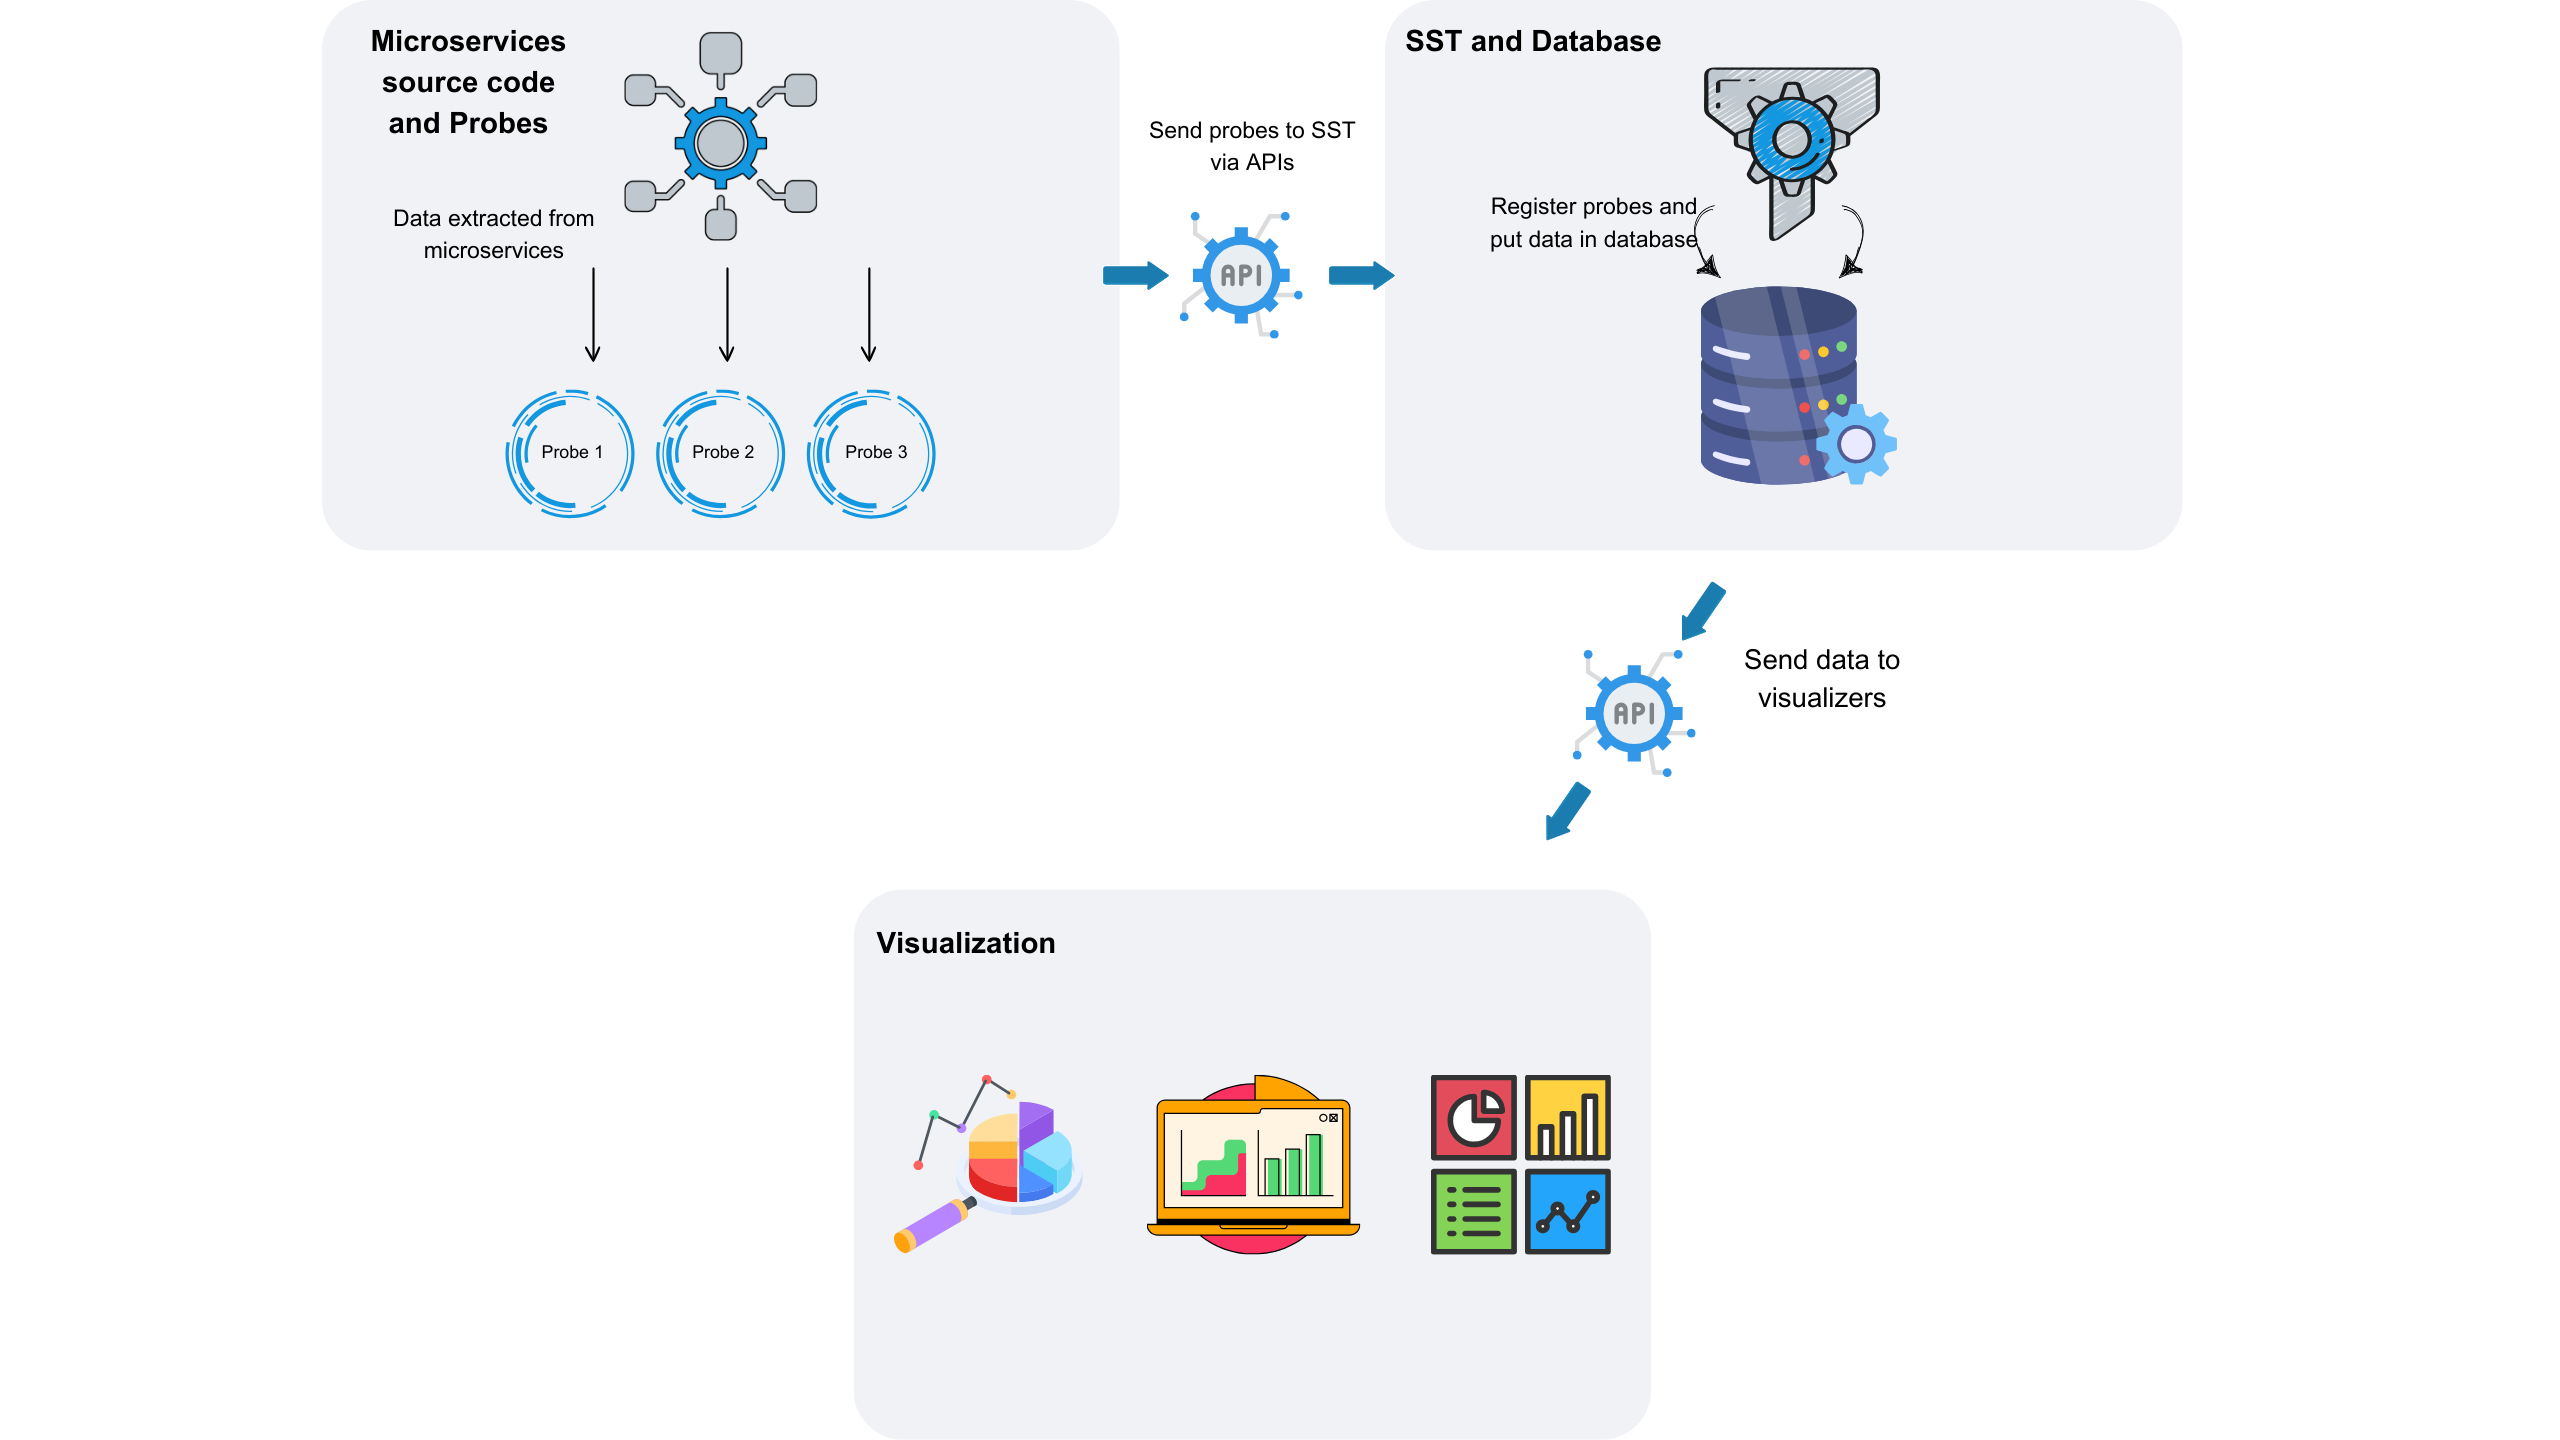 Microservices
source code
and Probes
Data extracted from
microservices
Probe 1
Probe 2
Probe 3
Send probes to SST
via APIs
API
SST and Database
Register probes and
put data in database
API
Send data to
visualizers
Visualization